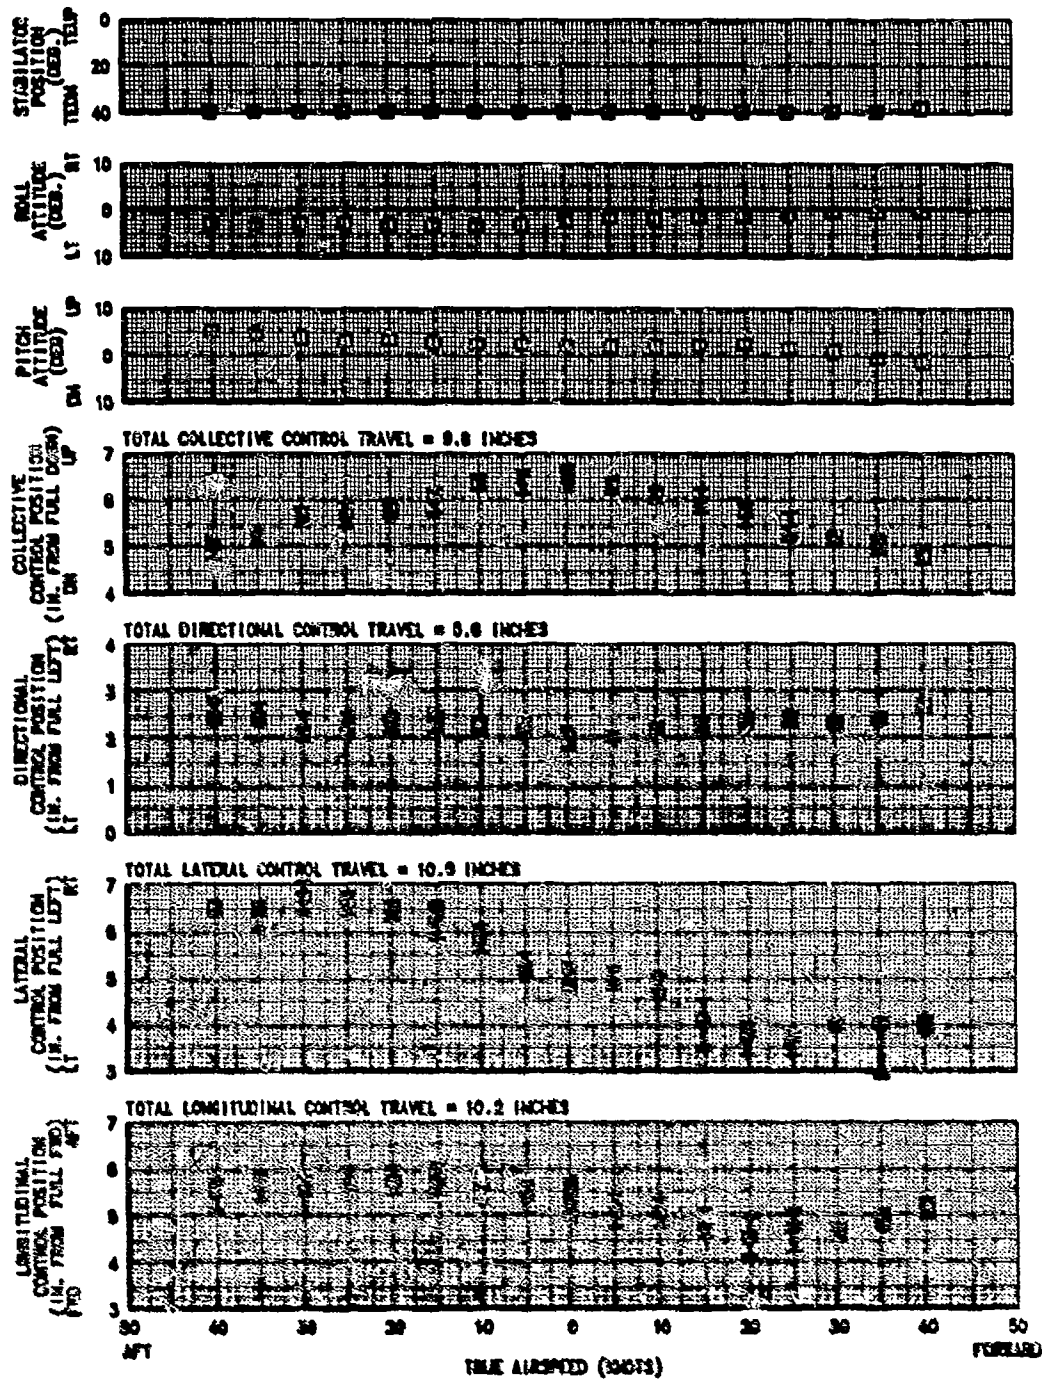 STABILATOR
POSITION
(DEG.)
TEDN TEUP
0
20
40
ROLL
ATTITUDE
(DEG.)
LT RT
10
0
10
PITCH
ATTITUDE
(DEG)
DN UP
10
0
10
TOTAL COLLECTIVE CONTROL TRAVEL = 9.8 INCHES
COLLECTIVE
CONTROL POSITION
(IN. FROM FULL DOWN)
DN UP
7
6
5
4
TOTAL DIRECTIONAL CONTROL TRAVEL = 5.6 INCHES
DIRECTIONAL
CONTROL POSITION
(IN. FROM FULL LEFT)
LT RT
4
3
2
1
0
TOTAL LATERAL CONTROL TRAVEL = 10.9 INCHES
LATERAL
CONTROL POSITION
(IN. FROM FULL LEFT)
LT RT
7
6
5
4
3
TOTAL LONGITUDINAL CONTROL TRAVEL = 10.2 INCHES
LONGITUDINAL
CONTROL POSITION
(IN. FROM FULL FWD)
FWD AFT
7
6
5
4
3
50 40 30 20 10 0 10 20 30 40 50
AFT FORWARD
TRUE AIRSPEED (KNOTS)